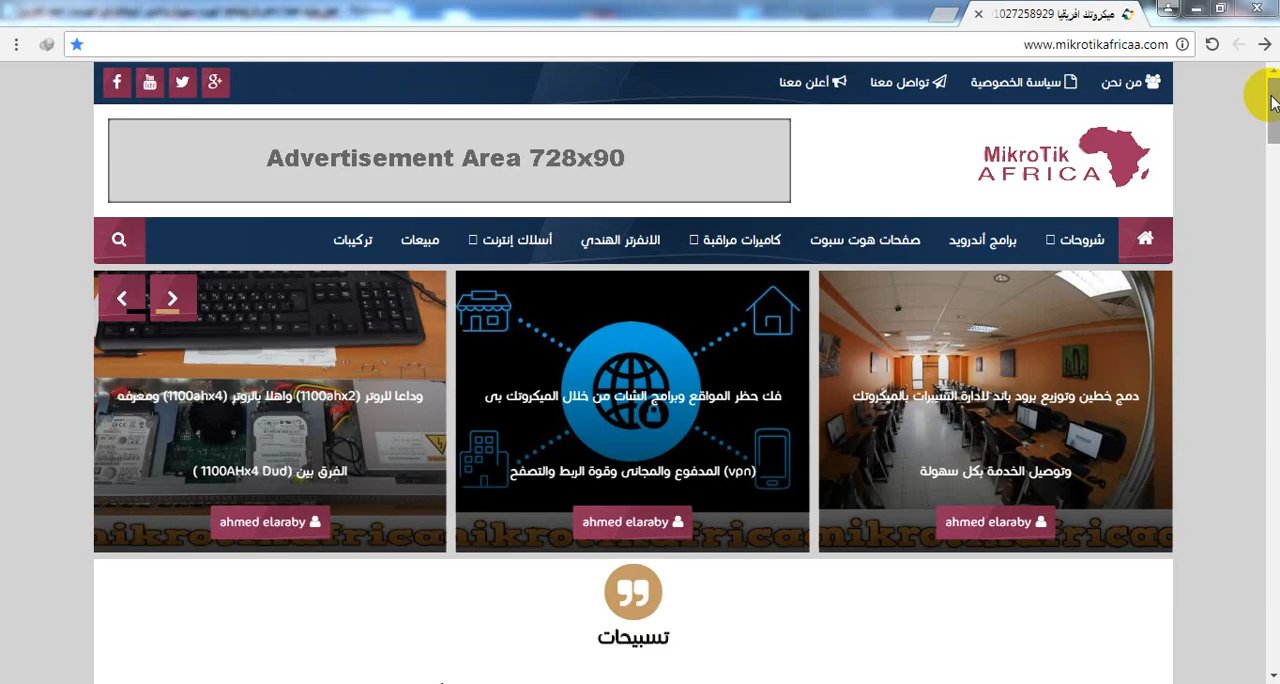 ميكروتك افريقيا 01027258929
www.mikrotikafricaa.com
من نحن
سياسة الخصوصية
تواصل معنا
أعلن معنا
MikroTik
AFRICA
Advertisement Area 728x90
شروحات
برامج أندرويد
صفحات هوت سبوت
كاميرات مراقبة
الانفرتر الهندي
أسلاك إنترنت
مبيعات
تركيبات
دمج خطين وتوزيع برود باند لادارة السيبرات بالميكروتك
وتوصيل الخدمة بكل سهولة
ahmed elaraby
فك حظر المواقع وبرامج الشات من خلال الميكروتك بى
(vpn) المدفوع والمجانى وقوة الربط والتصفح
ahmed elaraby
وداعا للروتر (1100ahx2) واهلا بالروتر (1100ahx4) ومعرفه
الفرق بين (1100AHx4 Dud )
ahmed elaraby
تسبيحات